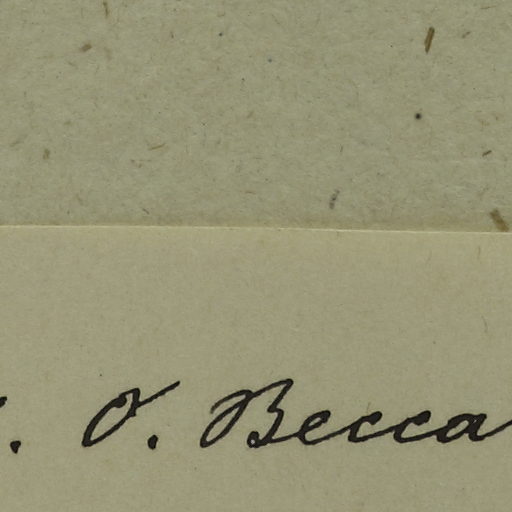 . O. Becca